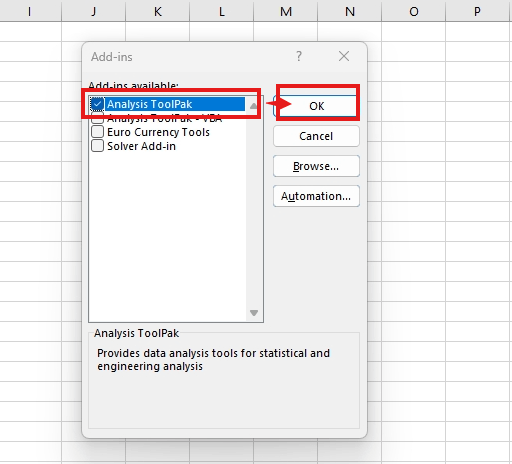 I J K L M N O P
Add-ins ?
Add-ins available:
Analysis ToolPak
Analysis ToolPak - VBA
Euro Currency Tools
Solver Add-in
OK
Cancel
Browse...
Automation...
Analysis ToolPak
Provides data analysis tools for statistical and
engineering analysis